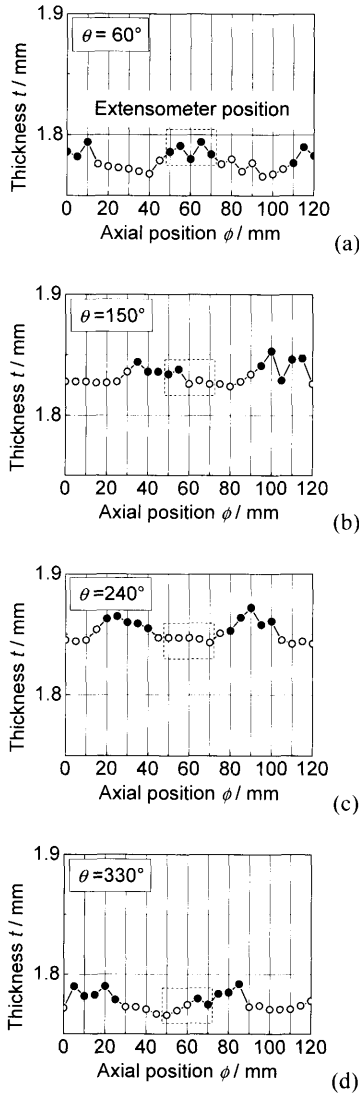 1.9
θ = 60°
Extensometer position
1.8
Thickness t / mm
0 20 40 60 80 100 120
Axial position ϕ / mm
(a)
1.9
θ =150°
1.8
Thickness t / mm
0 20 40 60 80 100 120
Axial position ϕ / mm
(b)
1.9
θ =240°
1.8
Thickness t / mm
0 20 40 60 80 100 120
Axial position ϕ / mm
(c)
1.9
θ =330°
1.8
Thickness t / mm
0 20 40 60 80 100 120
Axial position ϕ / mm
(d)